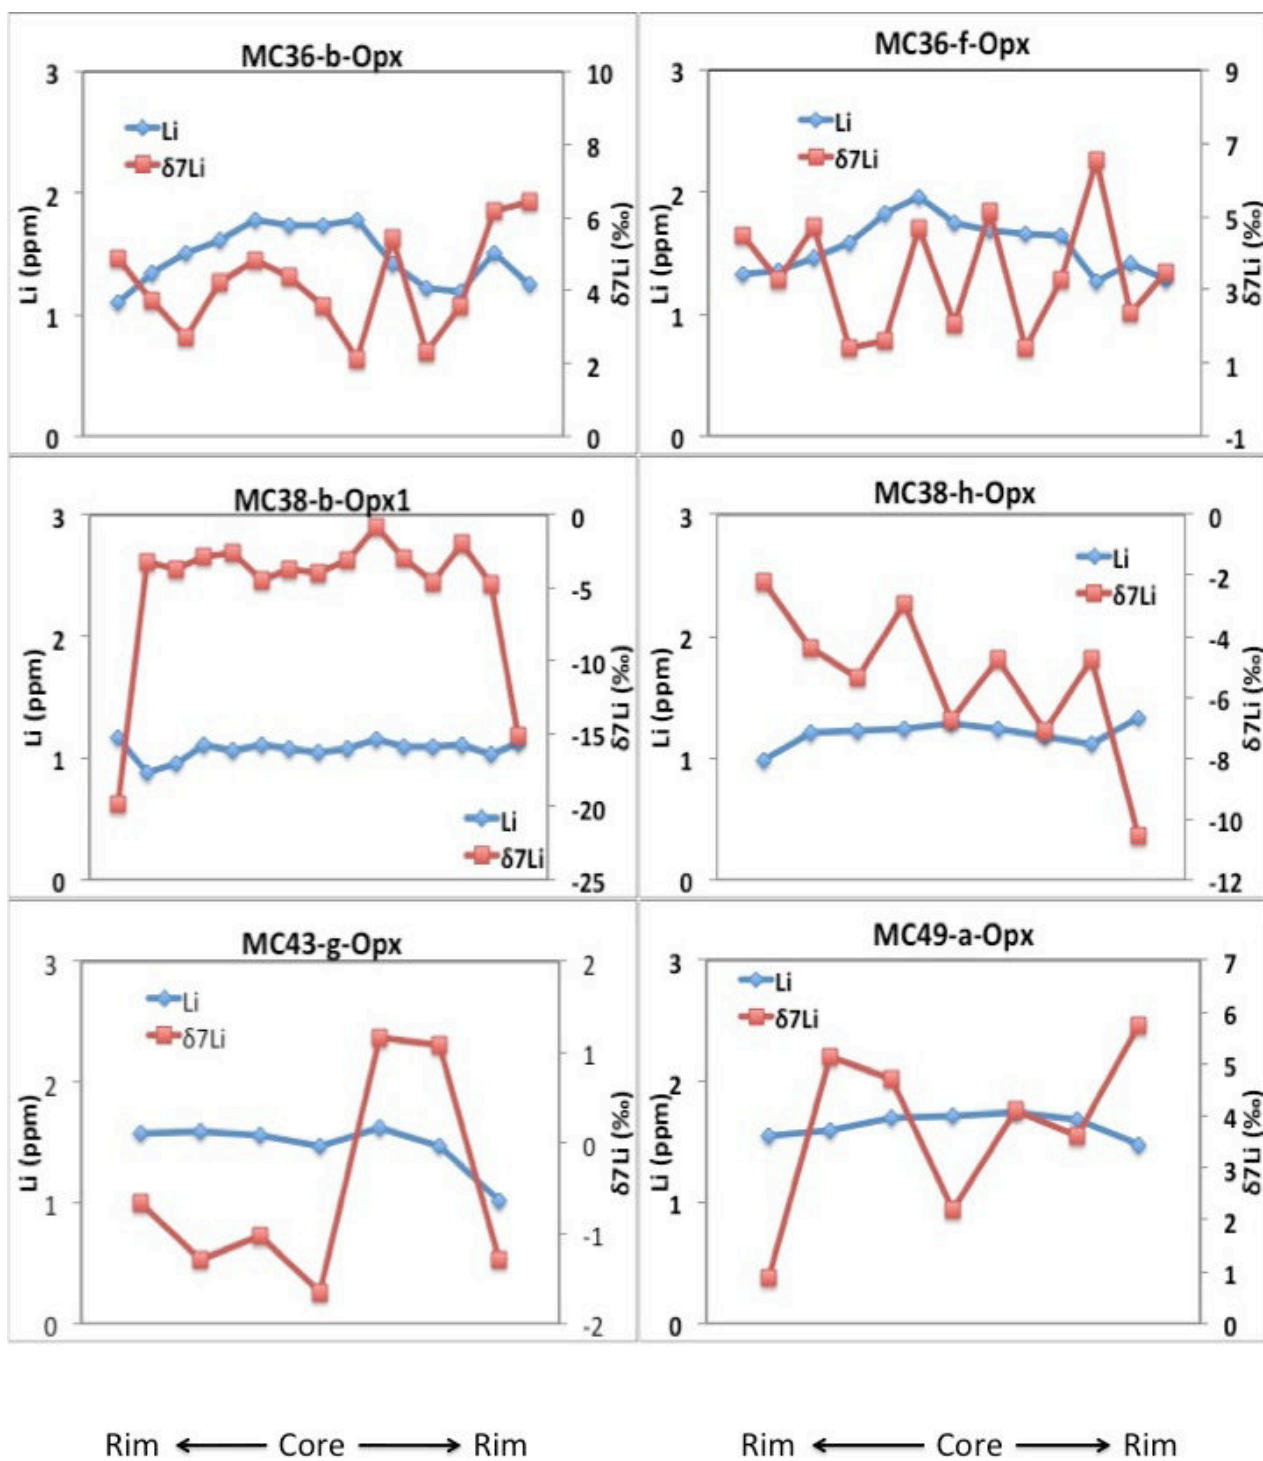 MC36-b-Opx
3
2
1
0
Li (ppm)
Li
δ7Li
10
8
6
4
2
0
δ7Li (‰)
MC36-f-Opx
3
2
1
0
Li (ppm)
Li
δ7Li
9
7
5
3
1
-1
δ7Li (‰)
MC38-b-Opx1
3
2
1
0
Li (ppm)
Li
δ7Li
0
-5
-10
-15
-20
-25
δ7Li (‰)
MC38-h-Opx
3
2
1
0
Li (ppm)
Li
δ7Li
0
-2
-4
-6
-8
-10
-12
δ7Li (‰)
MC43-g-Opx
3
2
1
0
Li (ppm)
Li
δ7Li
2
1
0
-1
-2
δ7Li (‰)
MC49-a-Opx
3
2
1
0
Li (ppm)
Li
δ7Li
7
6
5
4
3
2
1
0
δ7Li (‰)
Rim ← Core → Rim
Rim ← Core → Rim